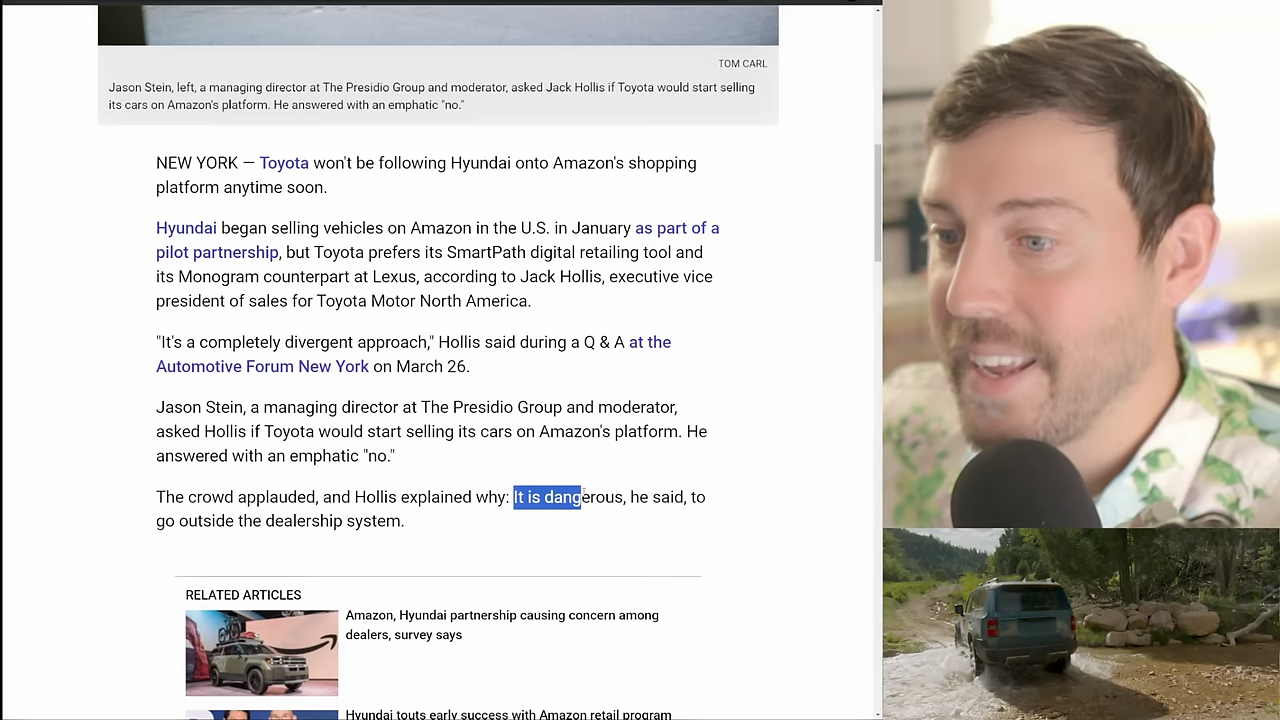 TOM CARL
Jason Stein, left, a managing director at The Presidio Group and moderator, asked Jack Hollis if Toyota would start selling
its cars on Amazon's platform. He answered with an emphatic "no."
NEW YORK — Toyota won't be following Hyundai onto Amazon's shopping
platform anytime soon.
Hyundai began selling vehicles on Amazon in the U.S. in January as part of a
pilot partnership, but Toyota prefers its SmartPath digital retailing tool and
its Monogram counterpart at Lexus, according to Jack Hollis, executive vice
president of sales for Toyota Motor North America.
"It's a completely divergent approach," Hollis said during a Q & A at the
Automotive Forum New York on March 26.
Jason Stein, a managing director at The Presidio Group and moderator,
asked Hollis if Toyota would start selling its cars on Amazon's platform. He
answered with an emphatic "no."
The crowd applauded, and Hollis explained why: It is dangerous, he said, to
go outside the dealership system.
RELATED ARTICLES
Amazon, Hyundai partnership causing concern among
dealers, survey says
Hyundai touts early success with Amazon retail program